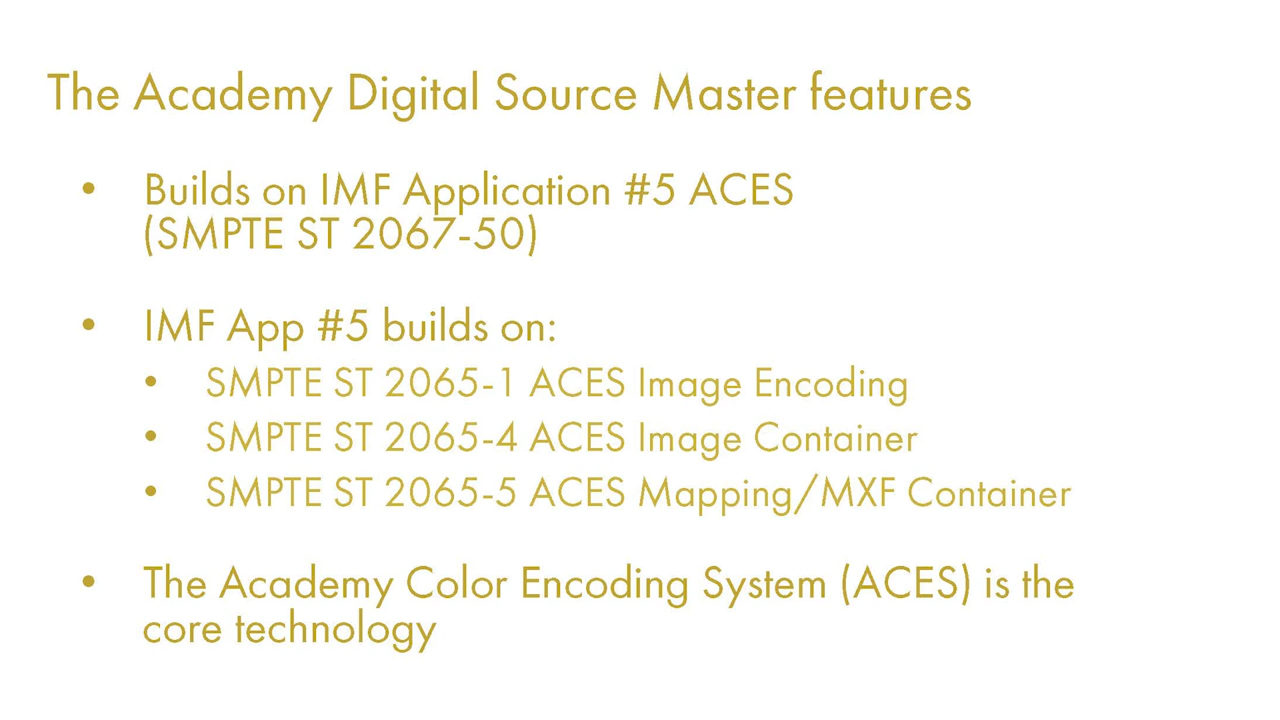 The Academy Digital Source Master features
• Builds on IMF Application #5 ACES
(SMPTE ST 2067-50)
• IMF App #5 builds on:
• SMPTE ST 2065-1 ACES Image Encoding
• SMPTE ST 2065-4 ACES Image Container
• SMPTE ST 2065-5 ACES Mapping/MXF Container
• The Academy Color Encoding System (ACES) is the
core technology